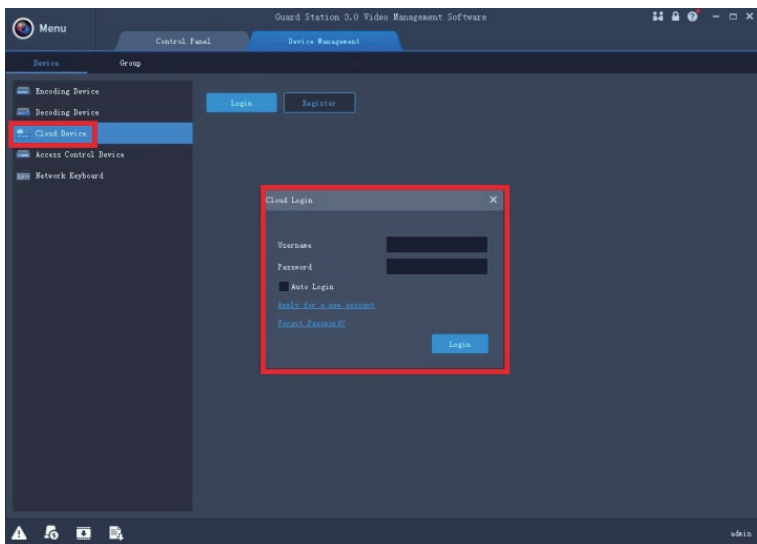 Guard Station 3.0 Video Management Software
Menu
Control Panel
Device Management
Device
Group
Encoding Device
Decoding Device
Cloud Device
Access Control Device
Network Keyboard
Login
Register
Cloud Login
Username
Password
Auto Login
Apply for a new account
Forgot Password?
Login
admin